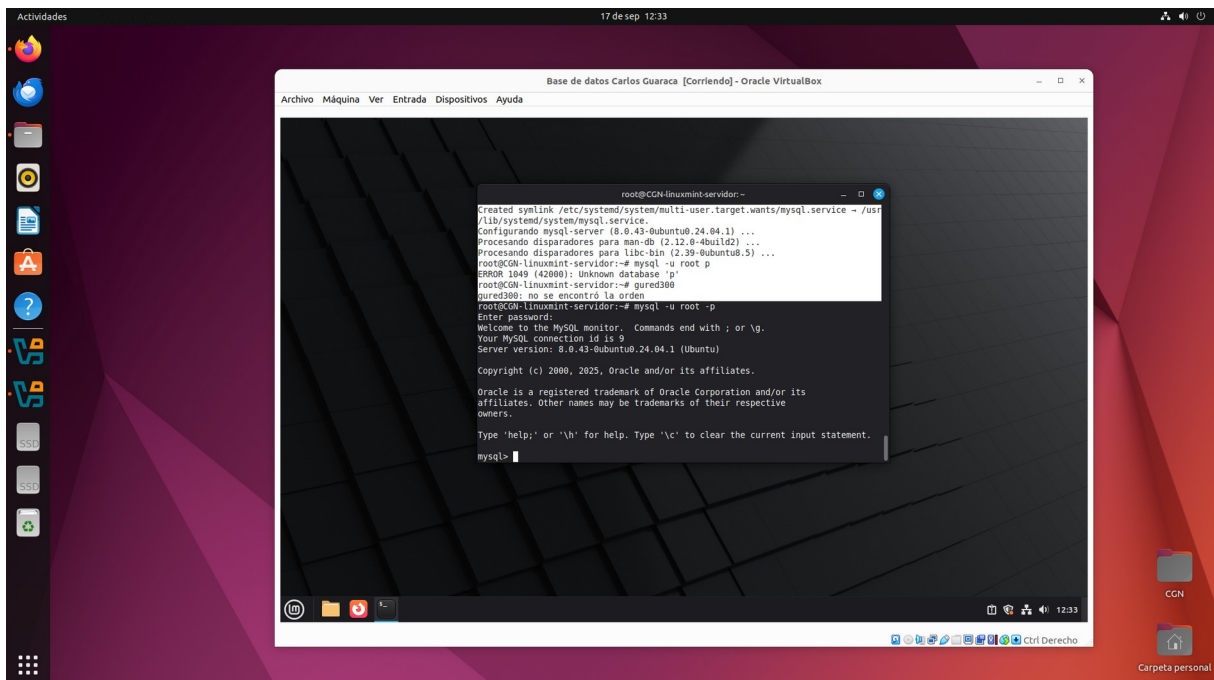 Actividades
17 de sep 12:33
Base de datos Carlos Guaraca [Corriendo] - Oracle VirtualBox
Archivo Máquina Ver Entrada Dispositivos Ayuda
root@CGN-linuxmint-servidor: ~
Created symlink /etc/systemd/system/multi-user.target.wants/mysql.service → /usr
/lib/systemd/system/mysql.service.
Configurando mysql-server (8.0.43-0ubuntu0.24.04.1) ...
Procesando disparadores para man-db (2.12.0-4build2) ...
Procesando disparadores para libc-bin (2.39-0ubuntu8.5) ...
root@CGN-linuxmint-servidor:~# mysql -u root p
ERROR 1049 (42000): Unknown database 'p'
root@CGN-linuxmint-servidor:~# gured300
gured300: no se encontró la orden
root@CGN-linuxmint-servidor:~# mysql -u root -p
Enter password:
Welcome to the MySQL monitor.  Commands end with ; or \g.
Your MySQL connection id is 9
Server version: 8.0.43-0ubuntu0.24.04.1 (Ubuntu)
Copyright (c) 2000, 2025, Oracle and/or its affiliates.
Oracle is a registered trademark of Oracle Corporation and/or its
affiliates. Other names may be trademarks of their respective
owners.
Type 'help;' or '\h' for help. Type '\c' to clear the current input statement.
mysql>
SSD
SSD
CGN
12:33
Ctrl Derecho
Carpeta personal